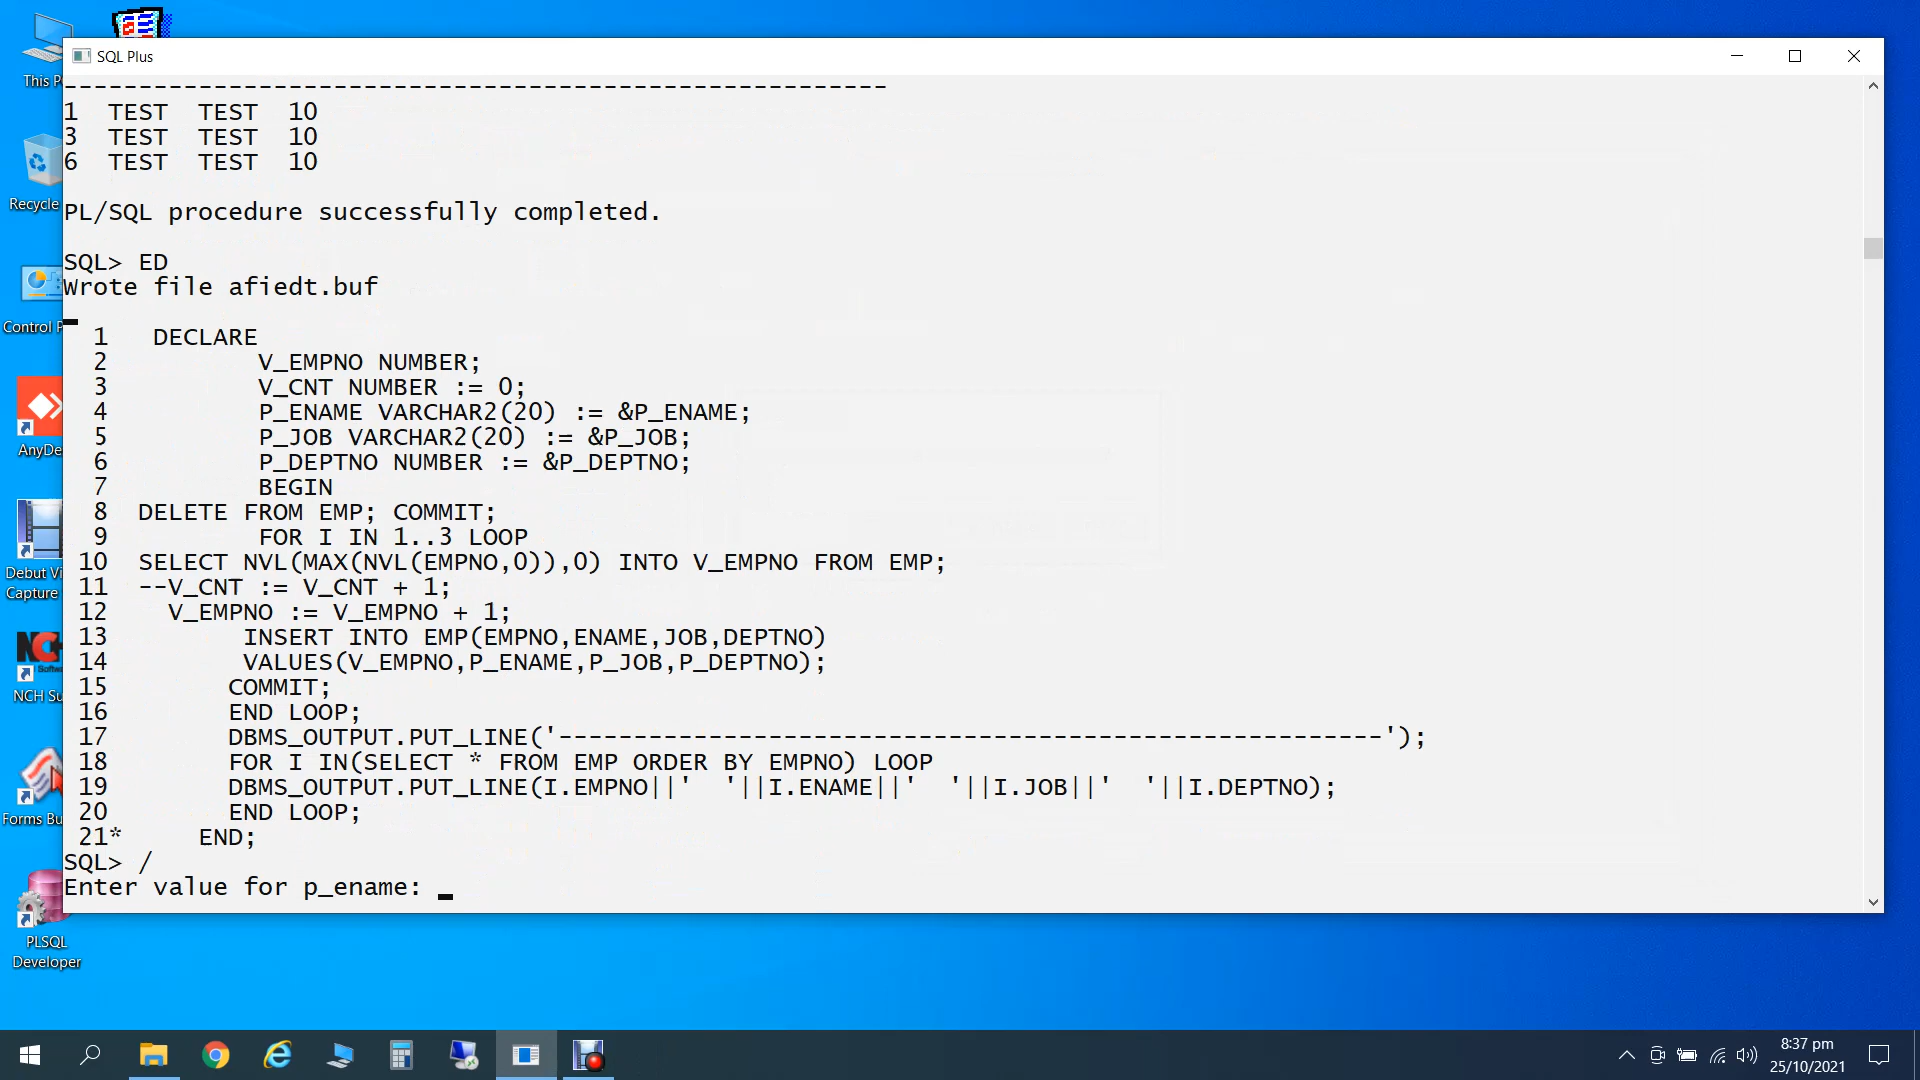 SQL Plus
This P
-------------------------------------------------------
1  TEST  TEST  10
3  TEST  TEST  10
6  TEST  TEST  10
PL/SQL procedure successfully completed.
SQL> ED
Wrote file afiedt.buf
  1   DECLARE
  2          V_EMPNO NUMBER;
  3          V_CNT NUMBER := 0;
  4          P_ENAME VARCHAR2(20) := &P_ENAME;
  5          P_JOB VARCHAR2(20) := &P_JOB;
  6          P_DEPTNO NUMBER := &P_DEPTNO;
  7          BEGIN
  8  DELETE FROM EMP; COMMIT;
  9          FOR I IN 1..3 LOOP
 10  SELECT NVL(MAX(NVL(EMPNO,0)),0) INTO V_EMPNO FROM EMP;
 11  --V_CNT := V_CNT + 1;
 12    V_EMPNO := V_EMPNO + 1;
 13         INSERT INTO EMP(EMPNO,ENAME,JOB,DEPTNO)
 14         VALUES(V_EMPNO,P_ENAME,P_JOB,P_DEPTNO);
 15        COMMIT;
 16        END LOOP;
 17        DBMS_OUTPUT.PUT_LINE('-------------------------------------------------------');
 18        FOR I IN(SELECT * FROM EMP ORDER BY EMPNO) LOOP
 19        DBMS_OUTPUT.PUT_LINE(I.EMPNO||'  '||I.ENAME||'  '||I.JOB||'  '||I.DEPTNO);
 20        END LOOP;
 21*     END;
SQL> /
Enter value for p_ename:
Recycle
Control P
AnyDe
Debut Vi
Capture
NCH
NCH Su
Forms Bu
PLSQL
Developer
8:37 pm
25/10/2021